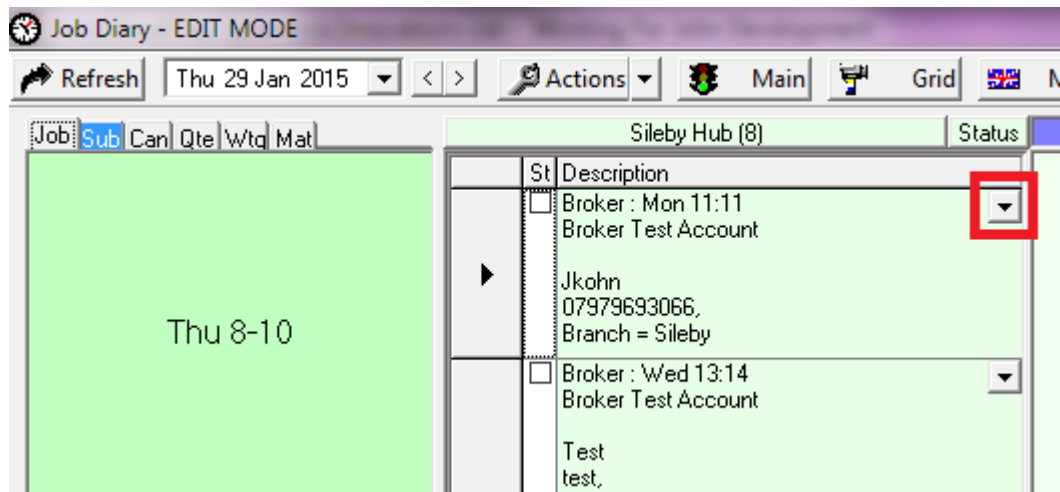 Job Diary - EDIT MODE
Refresh Thu 29 Jan 2015 < > Actions Main Grid
Job Sub Can Qte Wtg Mat
Sileby Hub (8) Status
St Description
Broker : Mon 11:11
Broker Test Account
Jkohn
07979693066,
Branch = Sileby
Thu 8-10
Broker : Wed 13:14
Broker Test Account
Test
test,